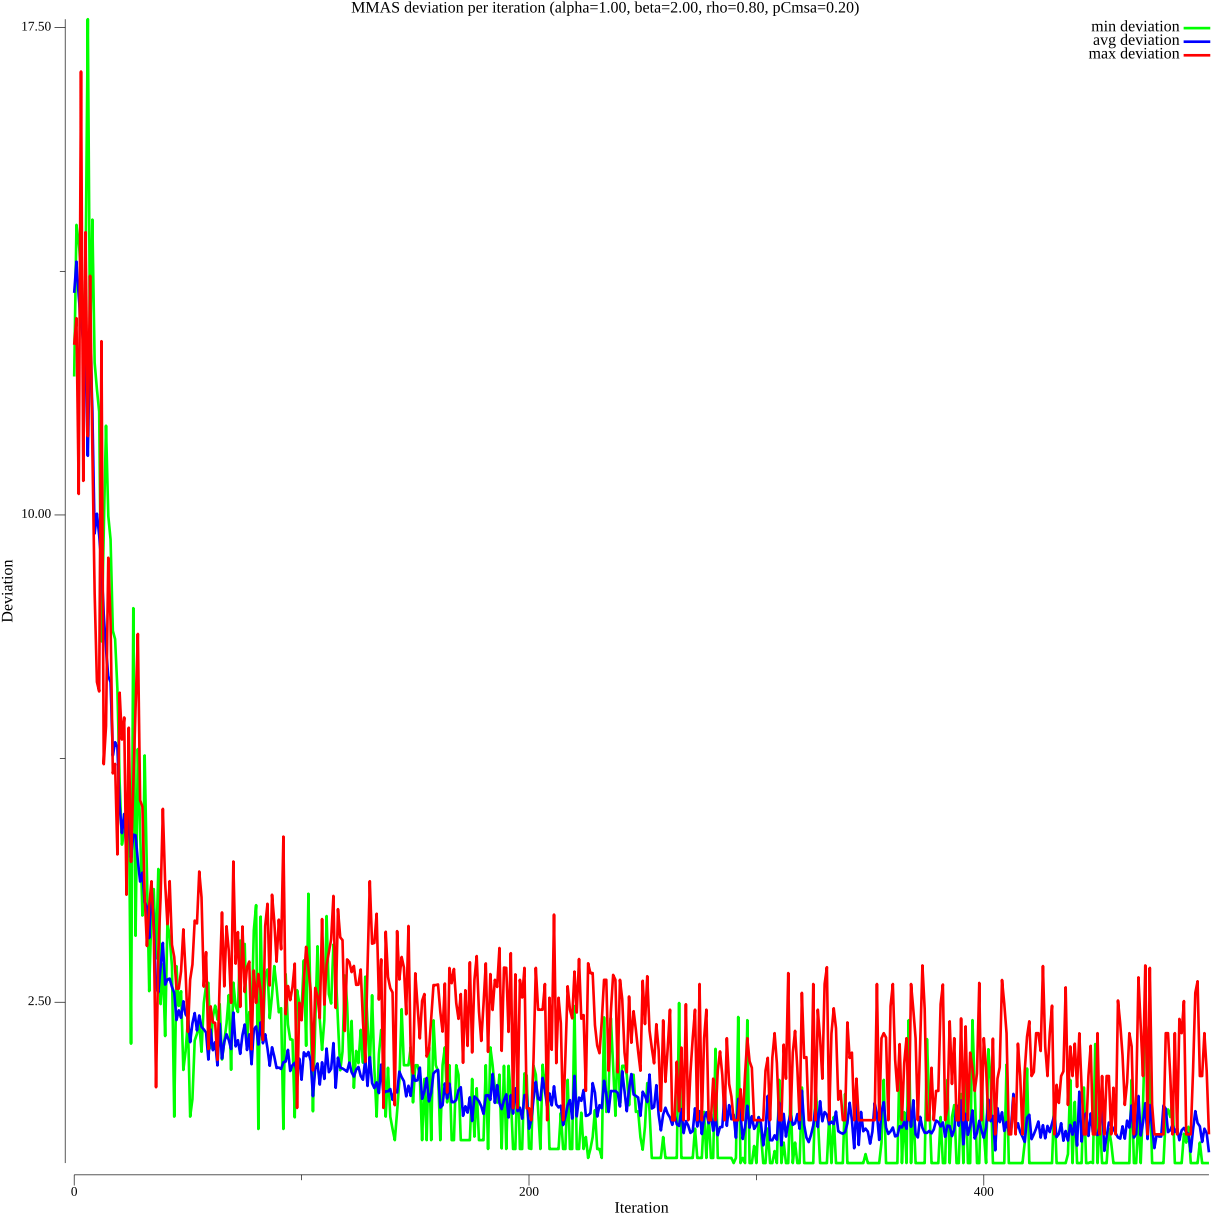 MMAS deviation per iteration (alpha=1.00, beta=2.00, rho=0.80, pCmsa=0.20)
17.50
min deviation
avg deviation
max deviation
10.00
Deviation
2.50
0
200
400
Iteration